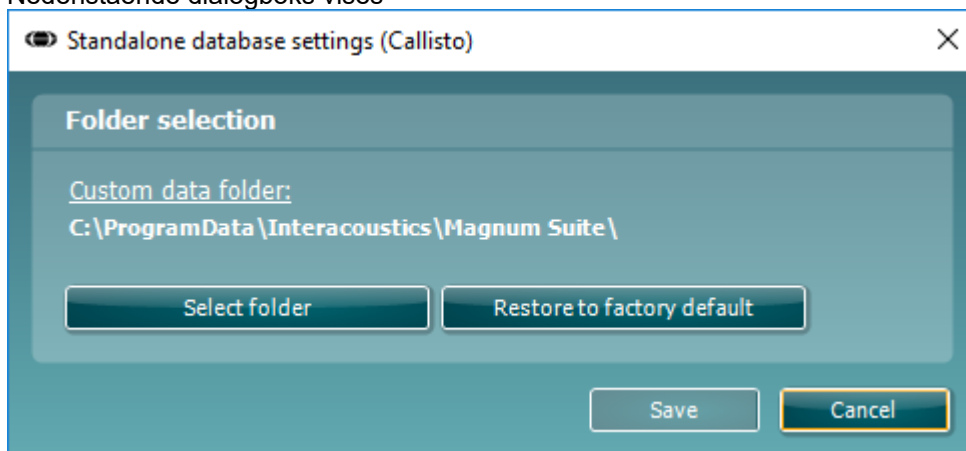 Nedenstående dialogboks vises
Standalone database settings (Callisto)
Folder selection
Custom data folder:
C:\ProgramData\Interacoustics\Magnum Suite\
Select folder
Restore to factory default
Save
Cancel